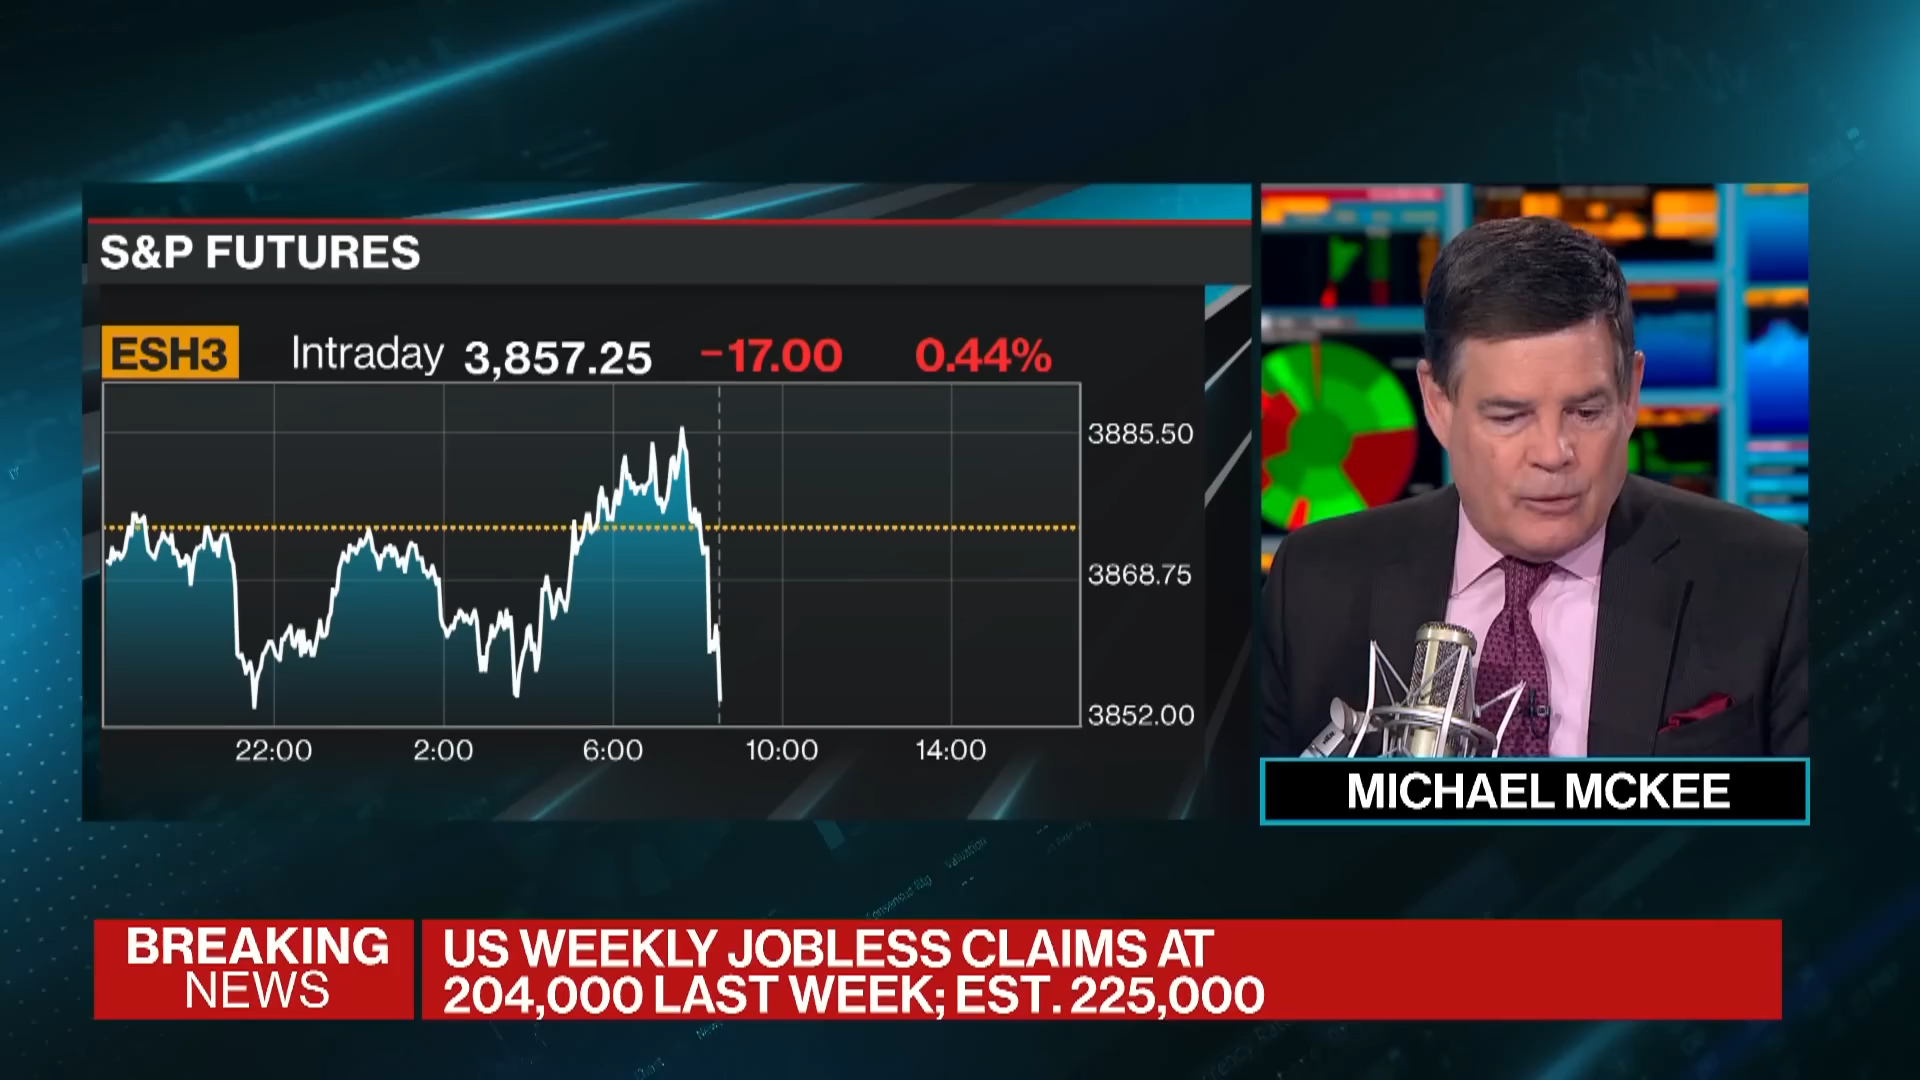 S&P FUTURES
ESH3 Intraday 3,857.25 −17.00 0.44%
3885.50
3868.75
3852.00
22:00 2:00 6:00 10:00 14:00
MICHAEL MCKEE
BREAKING
NEWS
US WEEKLY JOBLESS CLAIMS AT
204,000 LAST WEEK; EST. 225,000
Valuation